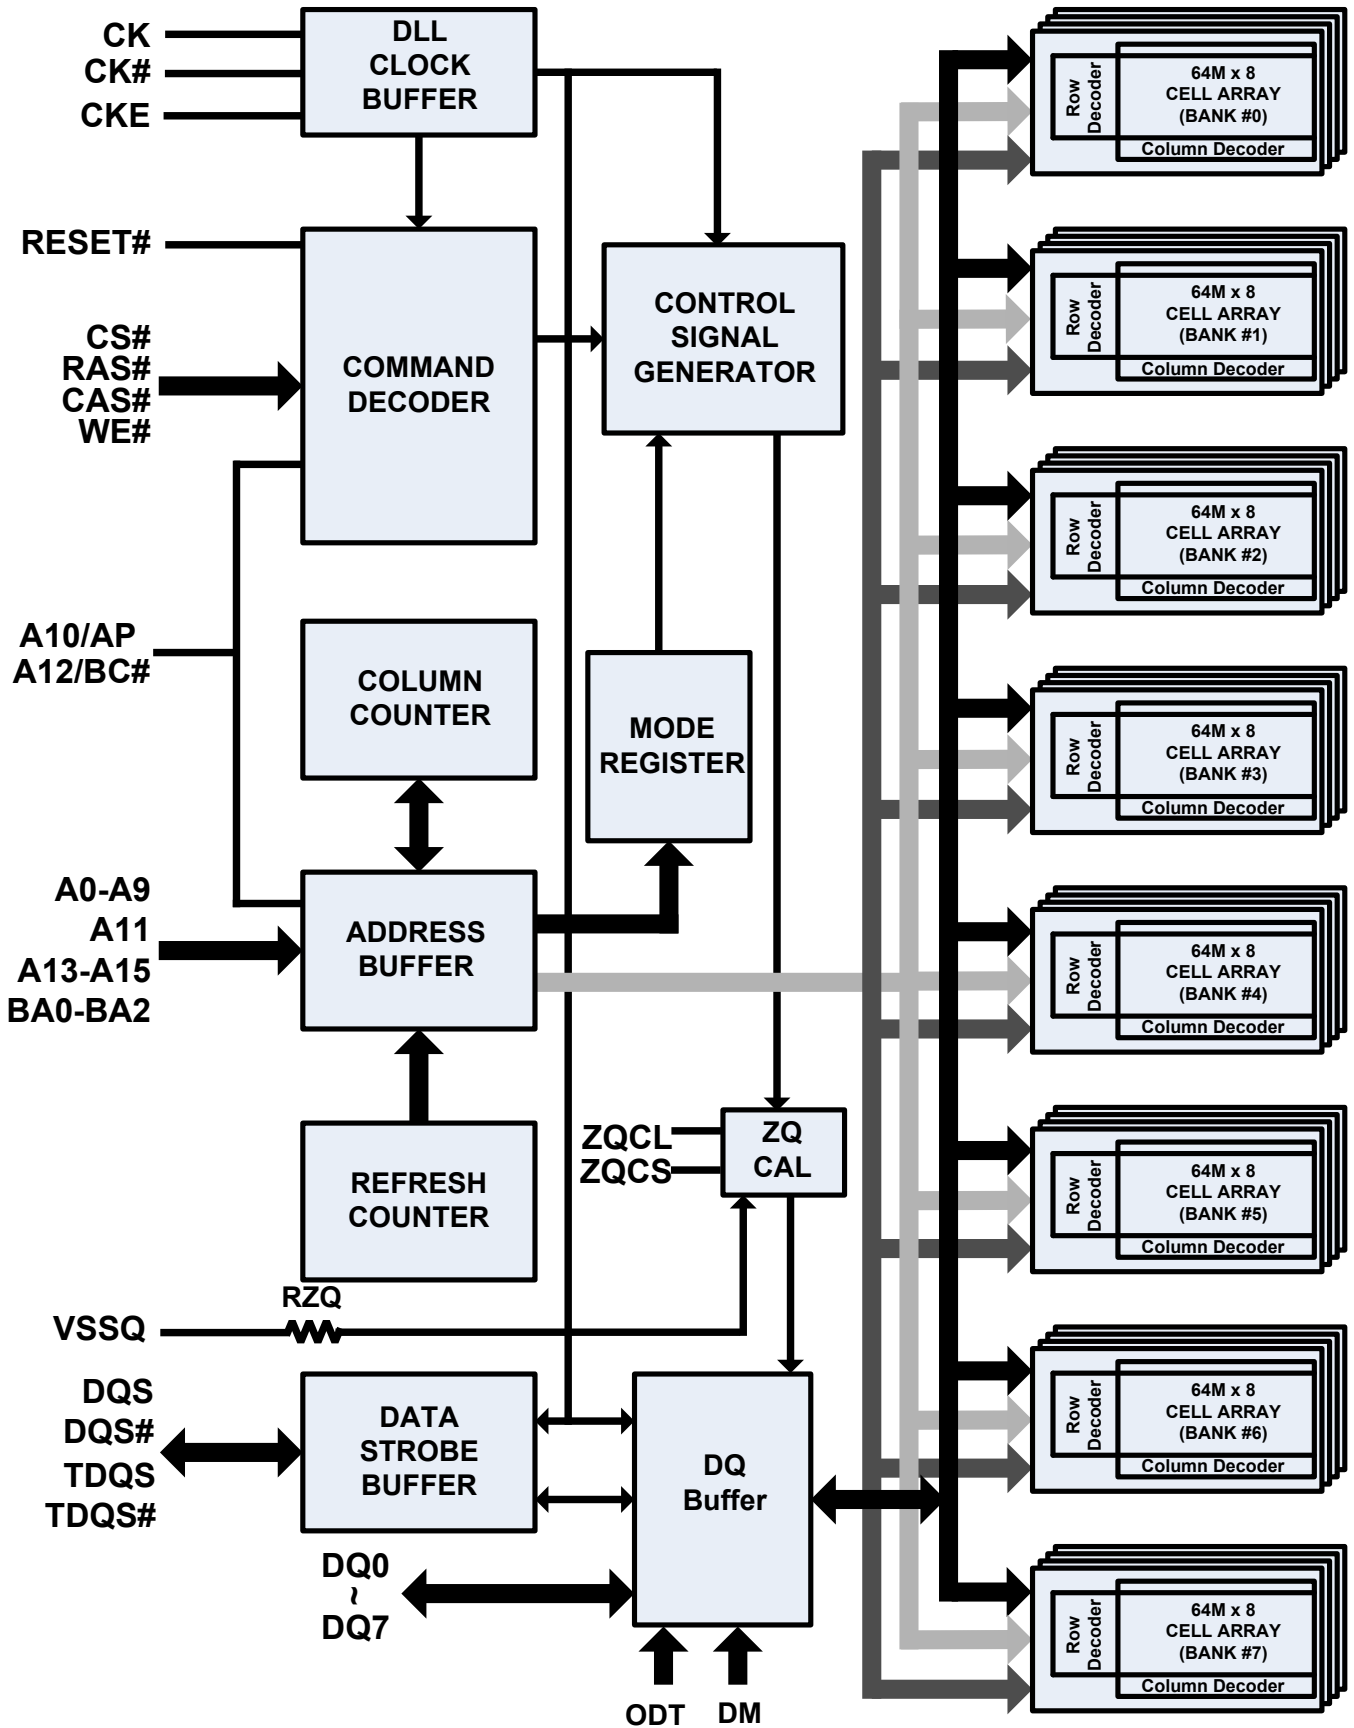 CK
CK#
CKE
DLL
CLOCK
BUFFER
RESET#
CS#
RAS#
CAS#
WE#
COMMAND
DECODER
CONTROL
SIGNAL
GENERATOR
A10/AP
A12/BC#
COLUMN
COUNTER
MODE
REGISTER
A0-A9
A11
A13-A15
BA0-BA2
ADDRESS
BUFFER
REFRESH
COUNTER
ZQCL
ZQCS
ZQ
CAL
RZQ
VSSQ
DQS
DQS#
TDQS
TDQS#
DATA
STROBE
BUFFER
DQ
Buffer
DQ0
~
DQ7
ODT
DM
Row
Decoder
64M x 8
CELL ARRAY
(BANK #0)
Column Decoder
Row
Decoder
64M x 8
CELL ARRAY
(BANK #1)
Column Decoder
Row
Decoder
64M x 8
CELL ARRAY
(BANK #2)
Column Decoder
Row
Decoder
64M x 8
CELL ARRAY
(BANK #3)
Column Decoder
Row
Decoder
64M x 8
CELL ARRAY
(BANK #4)
Column Decoder
Row
Decoder
64M x 8
CELL ARRAY
(BANK #5)
Column Decoder
Row
Decoder
64M x 8
CELL ARRAY
(BANK #6)
Column Decoder
Row
Decoder
64M x 8
CELL ARRAY
(BANK #7)
Column Decoder